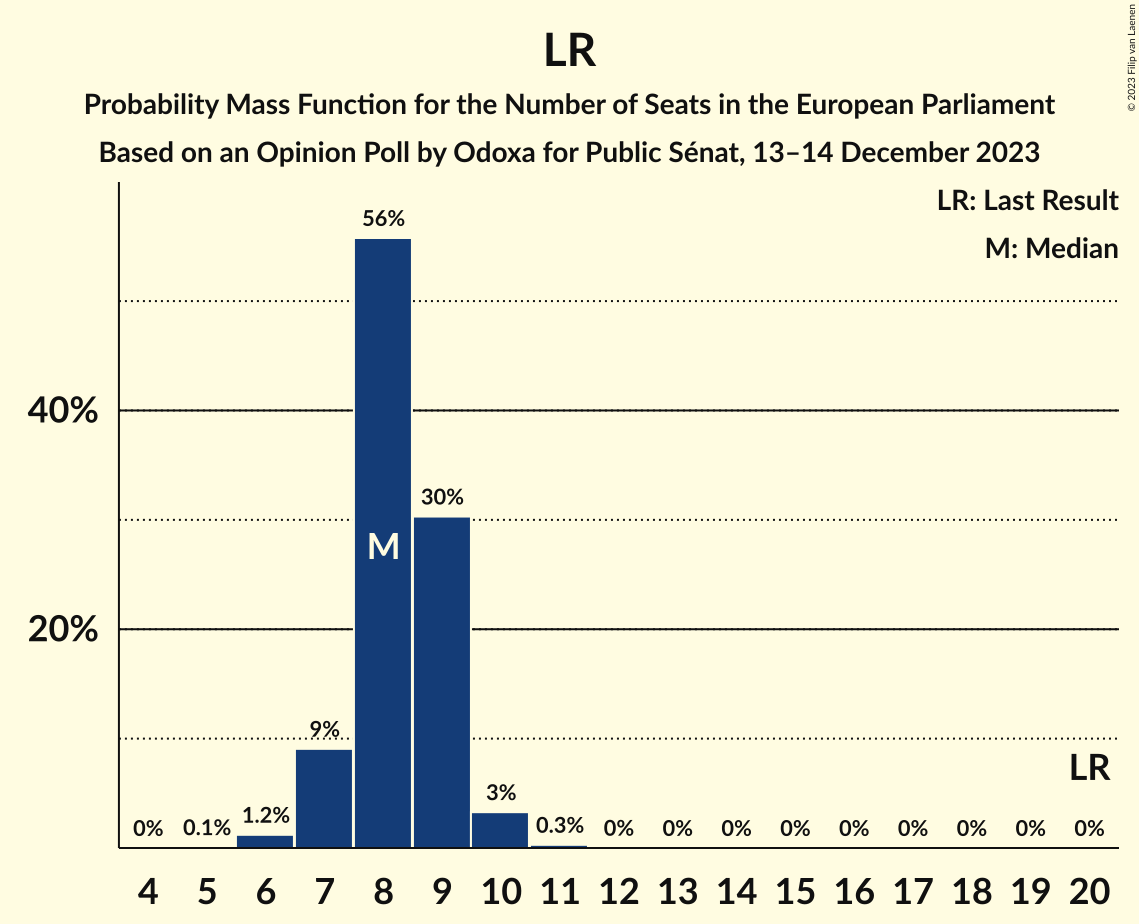 LR
© 2023 Filip van Laenen
Probability Mass Function for the Number of Seats in the European Parliament
Based on an Opinion Poll by Odoxa for Public Sénat, 13–14 December 2023
LR: Last Result
M: Median
56%
40%
30%
M
20%
9%
LR
3%
1.2%
0% 0.1% 0.3% 0% 0% 0% 0% 0% 0% 0% 0% 0%
4 5 6 7 8 9 10 11 12 13 14 15 16 17 18 19 20